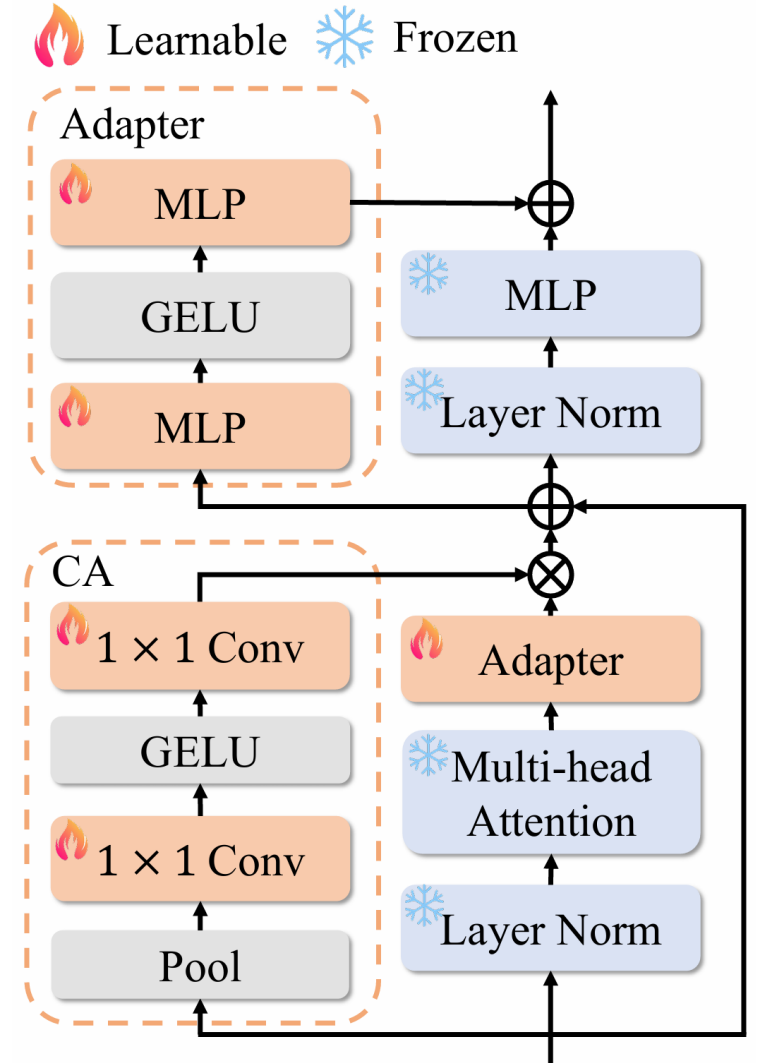 Learnable Frozen
Adapter
MLP
GELU
MLP
MLP
Layer Norm
CA
1 × 1 Conv
GELU
1 × 1 Conv
Pool
Adapter
Multi-head
Attention
Layer Norm